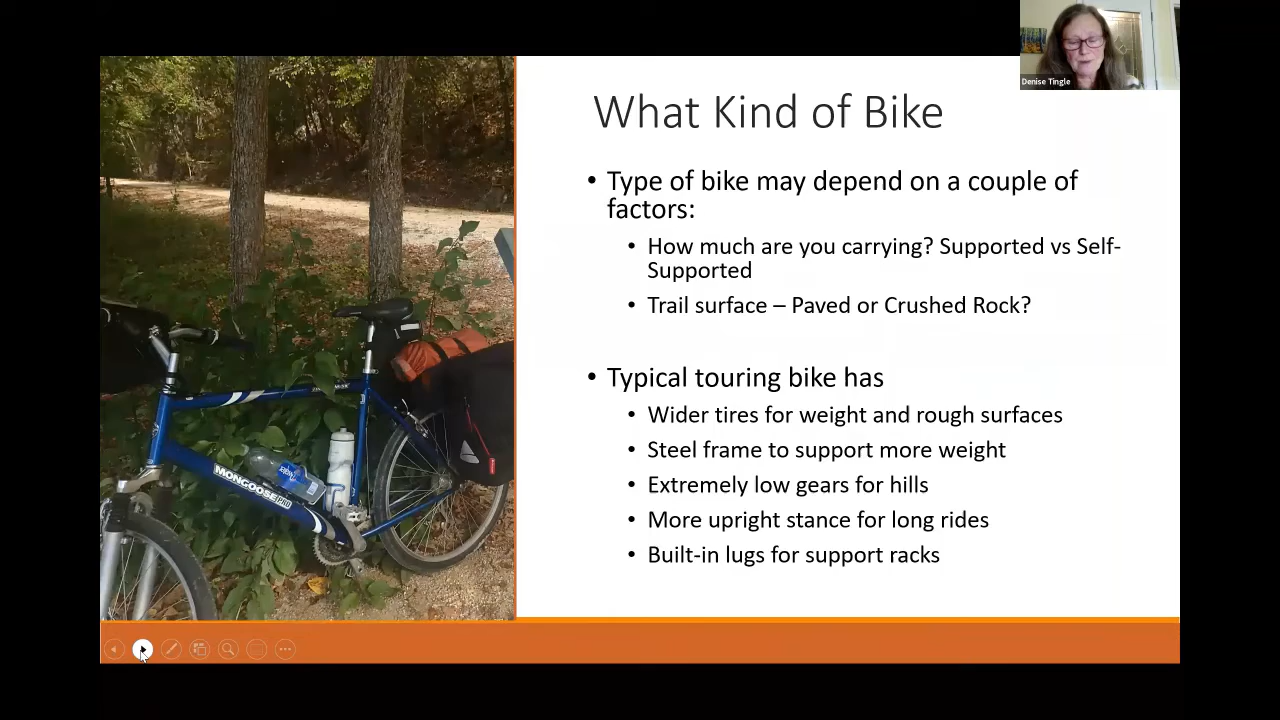 Denise Tingle
What Kind of Bike
• Type of bike may depend on a couple of
factors:
• How much are you carrying? Supported vs Self-
Supported
• Trail surface – Paved or Crushed Rock?
• Typical touring bike has
• Wider tires for weight and rough surfaces
• Steel frame to support more weight
• Extremely low gears for hills
• More upright stance for long rides
• Built-in lugs for support racks
MONGOOSE PRO